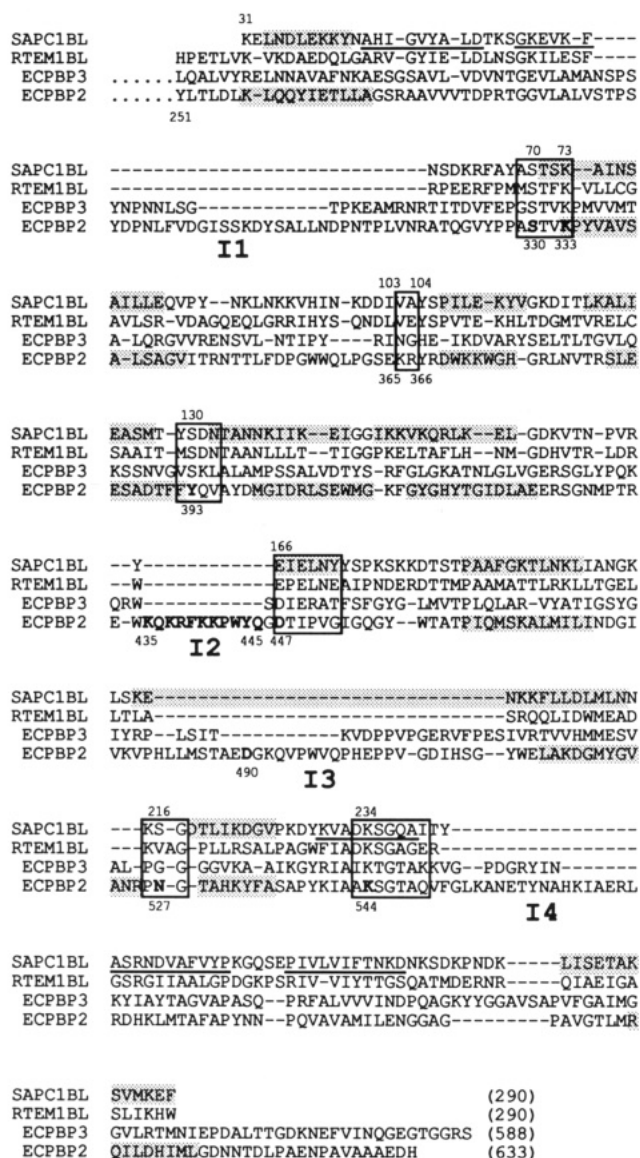 31
SAPC1BL KELNDLEKKYNAHIGVYALDTKSGKEVK-F
RTEM1BL HPETLVK-VKDAEDQLGARV-GYIE-LDLNSGKILESF
ECPBP3 ......LQALVYRELNNAVAFNKAESGSAVL-VDVNTGEVLAMANSPS
ECPBP2 ......YLTLDLK-LQQYIETLLAGSRAAVVVTDPRTGGVLALVSTPS
251
70 73
SAPC1BL ------------------------------NSDKRFAYASTSK--AINS
RTEM1BL ------------------------------RPEERFPMMSTFK-VLLCG
ECPBP3 YNPNNLSG---------------TPKEAMRNRTITDVFEPGSTVKPMVVMT
ECPBP2 YDPNLFVDGISSKDYSALLNDPNTPLVNRATQGVYPPASTVKPYVAVS
I1 330 333
103 104
SAPC1BL AILLEQVPY--NKLNKKVHIN-KDDIVAYSPILE-KYVGKDITLKALI
RTEM1BL AVLSR-VDAGQEQLGRRIHYS-QNDLVEYSPVTE-KHLTDGMTVRELC
ECPBP3 A-LQRGVVRENSVL-NTIPY----RINGHE-IKDVARYSELTLTGVLQ
ECPBP2 A-LSAGVITRNTTLFDPGWWQLPGSEKRYRDWKKWGH-GRLNVTRSLE
365 366
130
SAPC1BL EASMT-YSDNTANNKIIK--EIGGIKKVKQRLK--EL-GDKVTN-PVR
RTEM1BL SAAIT-MSDNTAANLLLT--TIGGPKELTAFLH--NM-GDHVTR-LDR
ECPBP3 KSSNVGVSKLALAMPSSALVDTYS-RFGLGKATNLGLVGERSGLYPQK
ECPBP2 ESADTFFYQVAYDMGIDRLSEWMG-KFGYGHYTGIDLAEERSGNMPTR
393
166
SAPC1BL --Y-----------EIELNYYSPKSKKDTSTPAAFGKTLNKLIANGK
RTEM1BL --W-----------EPELNEAIPNDERDTTMPAAMATTLRKLLTGEL
ECPBP3 QRW----------SDIERATFSFGYG-LMVTPLQLAR-VYATIGSYG
ECPBP2 E-WKQKRFKKPWYQGDTIPVGIGQGY--WTATPIQMSKALMILINDGI
435 I2 445 447
SAPC1BL LSKE-------------------------------NKKFLLDLMLNN
RTEM1BL LTLA-------------------------------SRQQLIDWMEAD
ECPBP3 IYRP--LSIT-----------KVDPPVPGERVFPESIVRTVVHMMESV
ECPBP2 VKVPHLLMSTAEDGKQVPWVQPHEPPV-GDIHSG-YWELAKDGMYGV
490 I3
216 234
SAPC1BL ---KS-GDTLIKDGVPKDYKVADKSGQAITY---------------
RTEM1BL ---KVAGPLLRSALPAGWFIADKSGAGER-----------------
ECPBP3 AL-PG-G-GGVKA-AIKGYRIAIKTGTAKKVG-PDGRYIN------
ECPBP2 ANRPN-G-TAHKYFASAPYKIAAKSGTAQVFGLKANETYNAHKIAERL
527 544 I4
SAPC1BL ASRNDVAFVYPKGQSEPIVLVIFTNKDNKSDKPNDK-----LISETAK
RTEM1BL GSRGIIAALGPDGKPSRIV-VIYTTGSQATMDERNR-----QIAEIGA
ECPBP3 KYIAYTAGVAPASQ--PRFALVVVINDPQAGKYYGGAVSAPVFGAIMG
ECPBP2 RDHKLMTAFAPYNN--PQVAVAMILENGGAG--------PAVGTLMR
SAPC1BL SVMKEF (290)
RTEM1BL SLIKHW (290)
ECPBP3 GVLRTMNIEPDALTTGDKNEFVINQGEGTGGRS (588)
ECPBP2 QILDHIMLGDNNTDLPAENPAVAAAEDH (633)